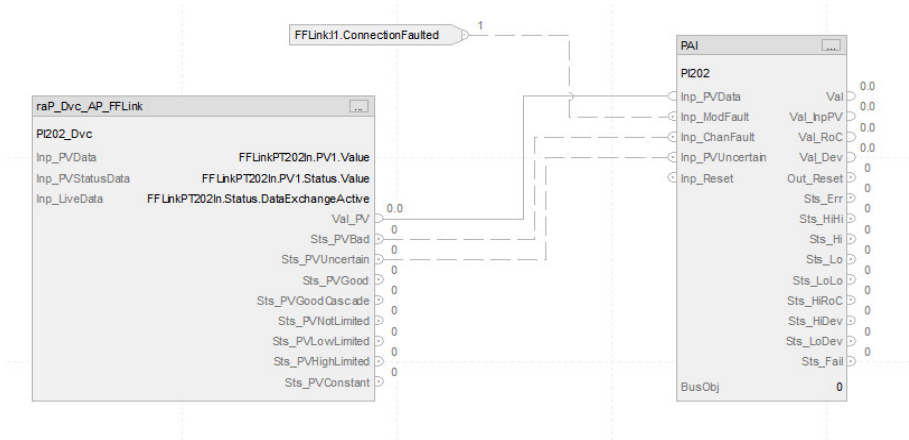 FFLink:I1.ConnectionFaulted 1
raP_Dvc_AP_FFLink ...
PI202_Dvc
Inp_PVData FFLinkPT202In.PV1.Value
Inp_PVStatusData FFLinkPT202In.PV1.Status.Value
Inp_LiveData FFLinkPT202In.Status.DataExchangeActive
Val_PV 0.0
Sts_PVBad 0
Sts_PVUncertain 0
Sts_PVGood 0
Sts_PVGoodCascade 0
Sts_PVNotLimited 0
Sts_PVLowLimited 0
Sts_PVHighLimited 0
Sts_PVConstant 0
PAI ...
PI202
Inp_PVData Val 0.0
Inp_ModFault Val_InpPV 0.0
Inp_ChanFault Val_RoC 0.0
Inp_PVUncertain Val_Dev 0.0
Inp_Reset Out_Reset 0
Sts_Err 0
Sts_HiHi 0
Sts_Hi 0
Sts_Lo 0
Sts_LoLo 0
Sts_HiRoC 0
Sts_HiDev 0
Sts_LoDev 0
Sts_Fail 0
BusObj 0